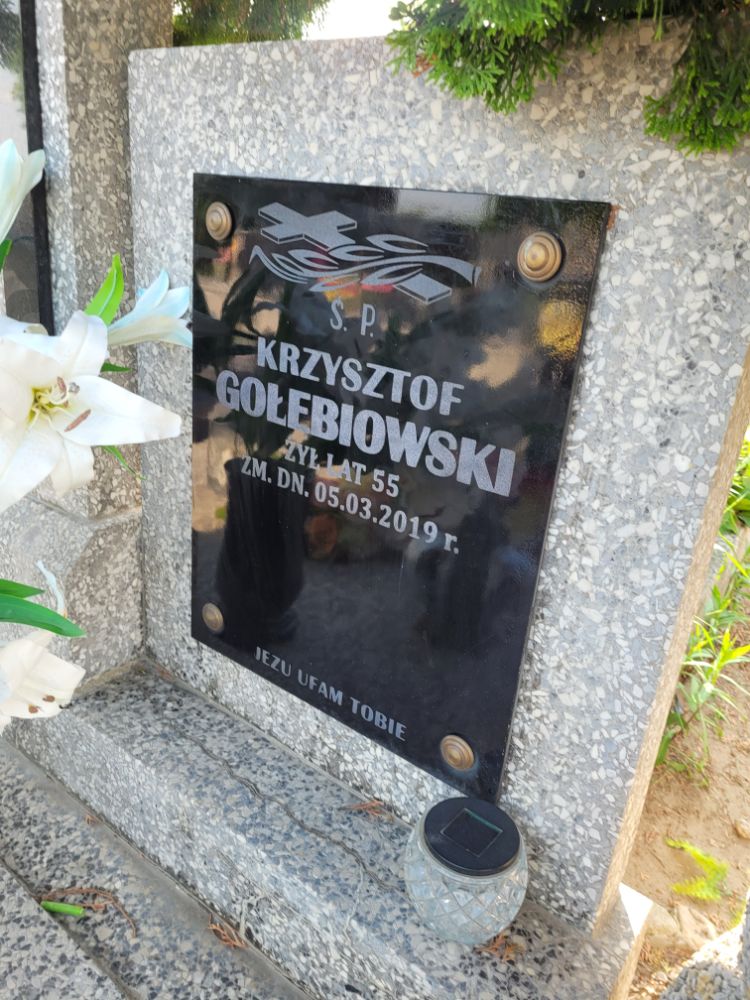 Ś. P.
KRZYSZTOF
GOŁĘBIOWSKI
ŻYŁ LAT 55
ZM. DN. 05.03.2019 r.
JEZU UFAM TOBIE